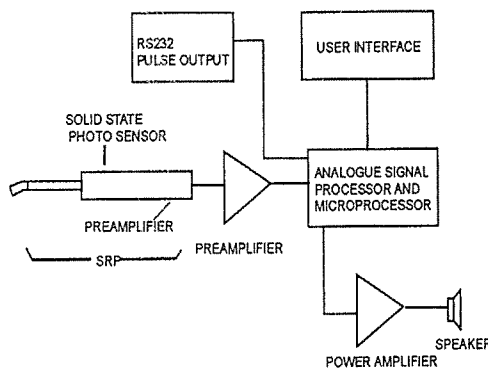 RS232
PULSE OUTPUT
USER INTERFACE
SOLID STATE
PHOTO SENSOR
ANALOGUE SIGNAL
PROCESSOR AND
MICROPROCESSOR
PREAMPLIFIER
PREAMPLIFIER
SRP
SPEAKER
POWER AMPLIFIER